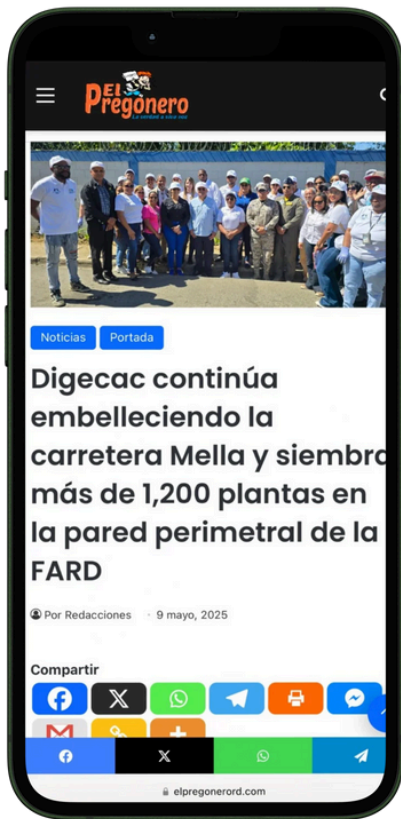 EL
Pregonero
La verdad a viva voz
Noticias Portada
Digecac continúa
embelleciendo la
carretera Mella y siembra
más de 1,200 plantas en
la pared perimetral de la
FARD
Por Redacciones · 9 mayo, 2025
Compartir
elpregonerord.com